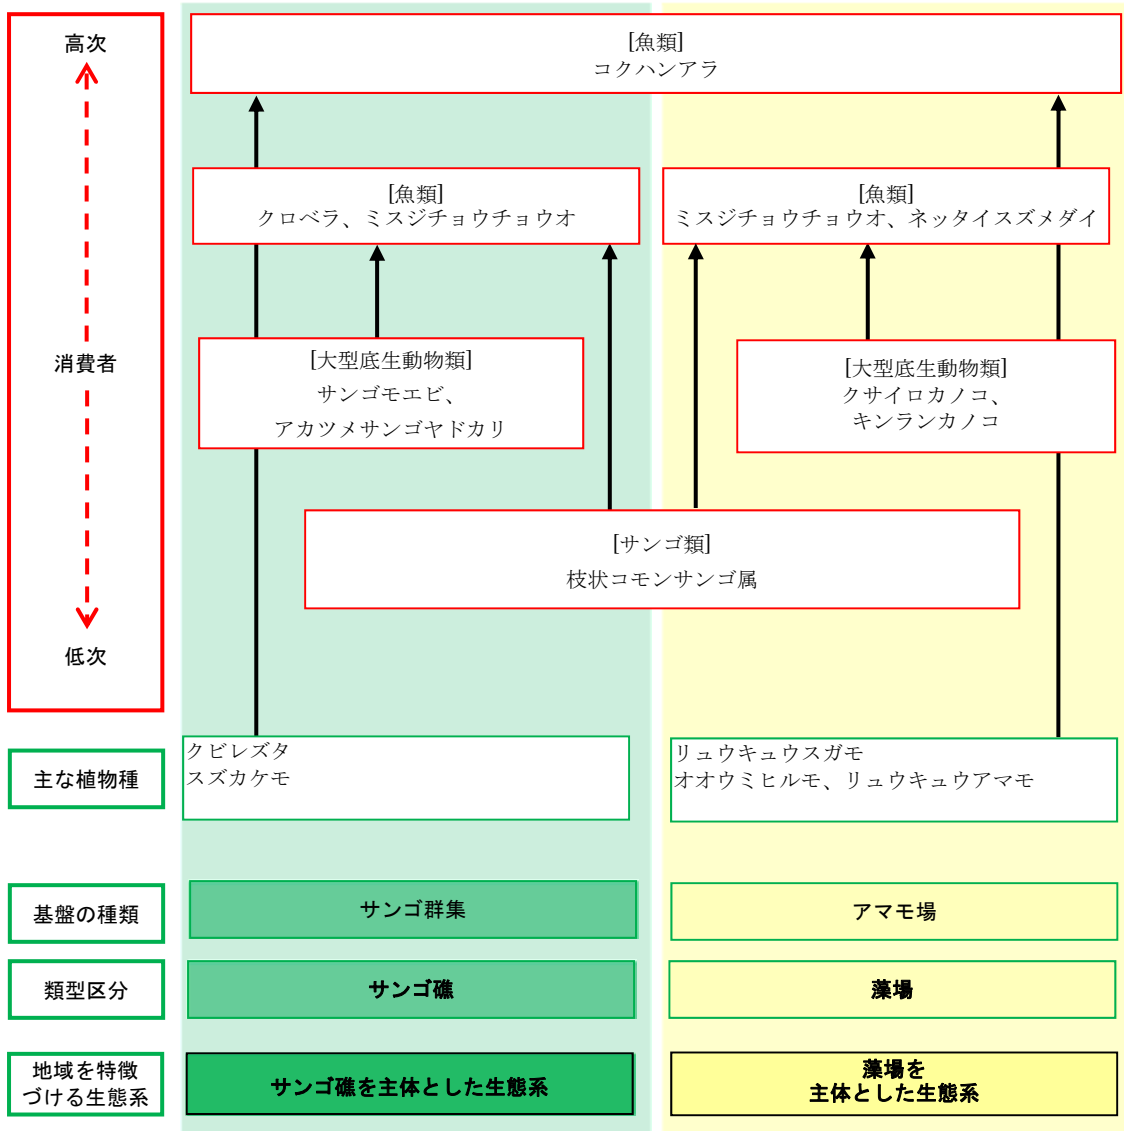 高次
消費者
低次
[魚類]
コクハンアラ
[魚類]
クロベラ、ミスジチョウチョウオ
[魚類]
ミスジチョウチョウオ、ネッタイスズメダイ
[大型底生動物類]
サンゴモエビ、
アカツメサンゴヤドカリ
[大型底生動物類]
クサイロカノコ、
キンランカノコ
[サンゴ類]
枝状コモンサンゴ属
主な植物種
クビレズタ
スズカケモ
リュウキュウスガモ
オオウミヒルモ、リュウキュウアマモ
基盤の種類
サンゴ群集
アマモ場
類型区分
サンゴ礁
藻場
地域を特徴
づける生態系
サンゴ礁を主体とした生態系
藻場を
主体とした生態系